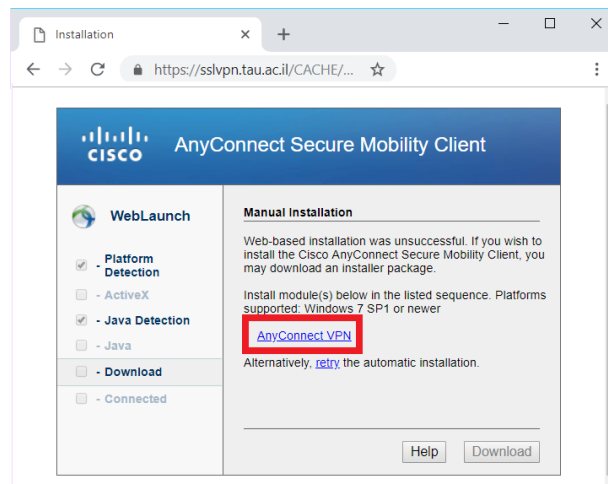 Installation
https://sslvpn.tau.ac.il/CACHE/...
CISCO
AnyConnect Secure Mobility Client
WebLaunch
- Platform
Detection
- ActiveX
- Java Detection
- Java
- Download
- Connected
Manual Installation
Web-based installation was unsuccessful. If you wish to
install the Cisco AnyConnect Secure Mobility Client, you
may download an installer package.
Install module(s) below in the listed sequence. Platforms
supported: Windows 7 SP1 or newer
AnyConnect VPN
Alternatively, retry the automatic installation.
Help
Download